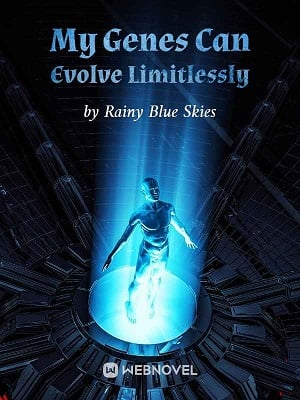 My Genes Can
Evolve Limitlessly
by Rainy Blue Skies
WEBNOVEL